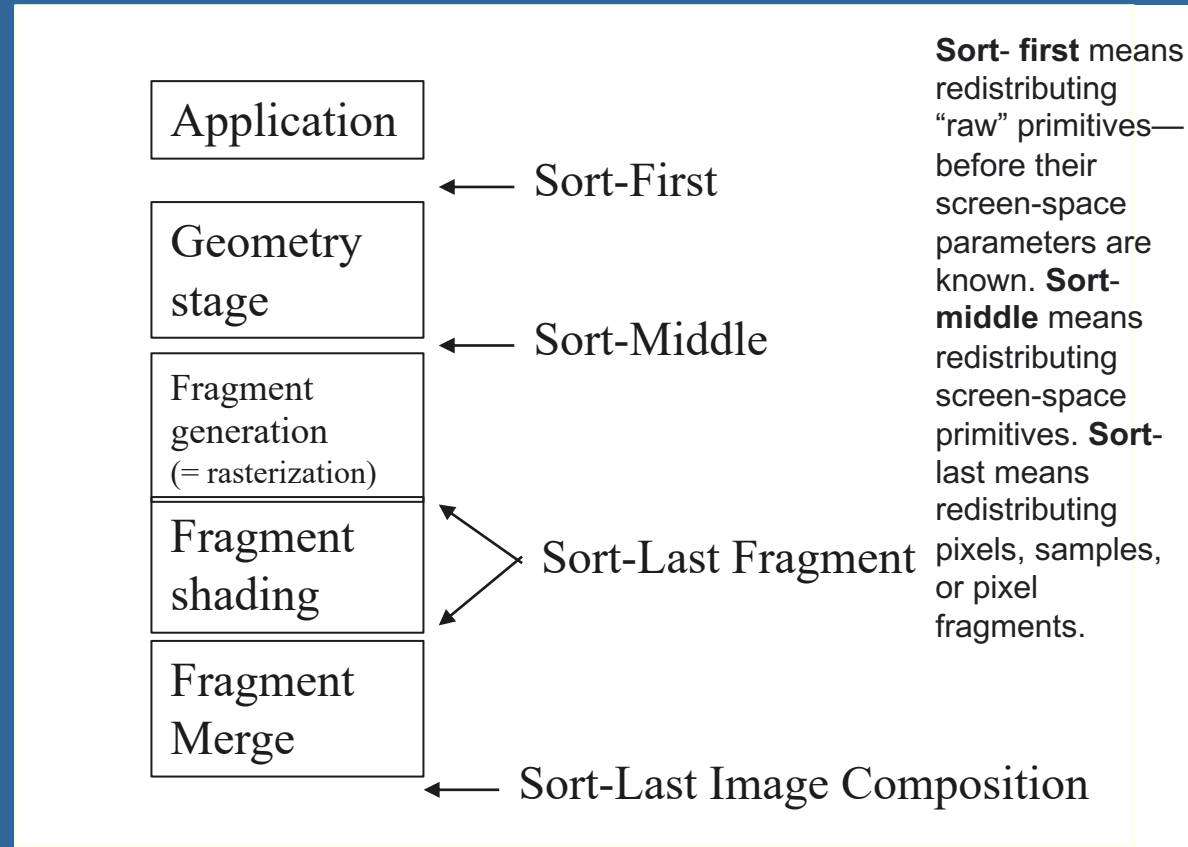 Application
Sort-First
Geometry
stage
Sort-Middle
Fragment
generation
(= rasterization)
Fragment
shading
Sort-Last Fragment
Fragment
Merge
Sort-Last Image Composition
Sort- first means
redistributing
“raw” primitives—
before their
screen-space
parameters are
known. Sort-
middle means
redistributing
screen-space
primitives. Sort-
last means
redistributing
pixels, samples,
or pixel
fragments.